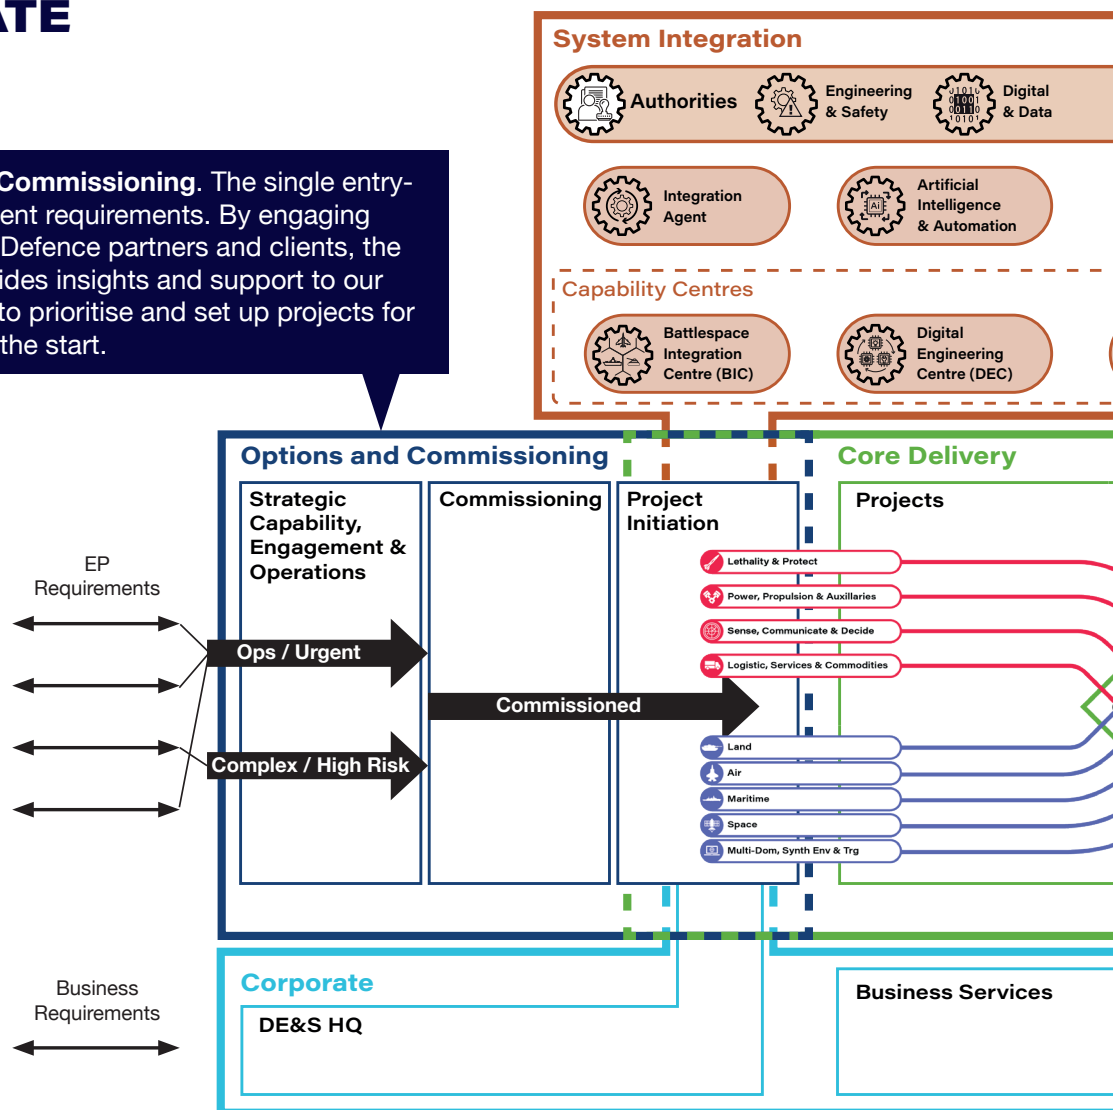 ATE
Commissioning. The single entry-
ent requirements. By engaging
Defence partners and clients, the
ides insights and support to our
to prioritise and set up projects for
the start.
System Integration
Authorities
Engineering
& Safety
Digital
& Data
Integration
Agent
Artificial
Intelligence
& Automation
Capability Centres
Battlespace
Integration
Centre (BIC)
Digital
Engineering
Centre (DEC)
Options and Commissioning
Strategic
Capability,
Engagement &
Operations
Commissioning
Project
Initiation
Core Delivery
Projects
EP
Requirements
Ops / Urgent
Complex / High Risk
Commissioned
Lethality & Protect
Power, Propulsion & Auxillaries
Sense, Communicate & Decide
Logistic, Services & Commodities
Land
Air
Maritime
Space
Multi-Dom, Synth Env & Trg
Business
Requirements
Corporate
DE&S HQ
Business Services